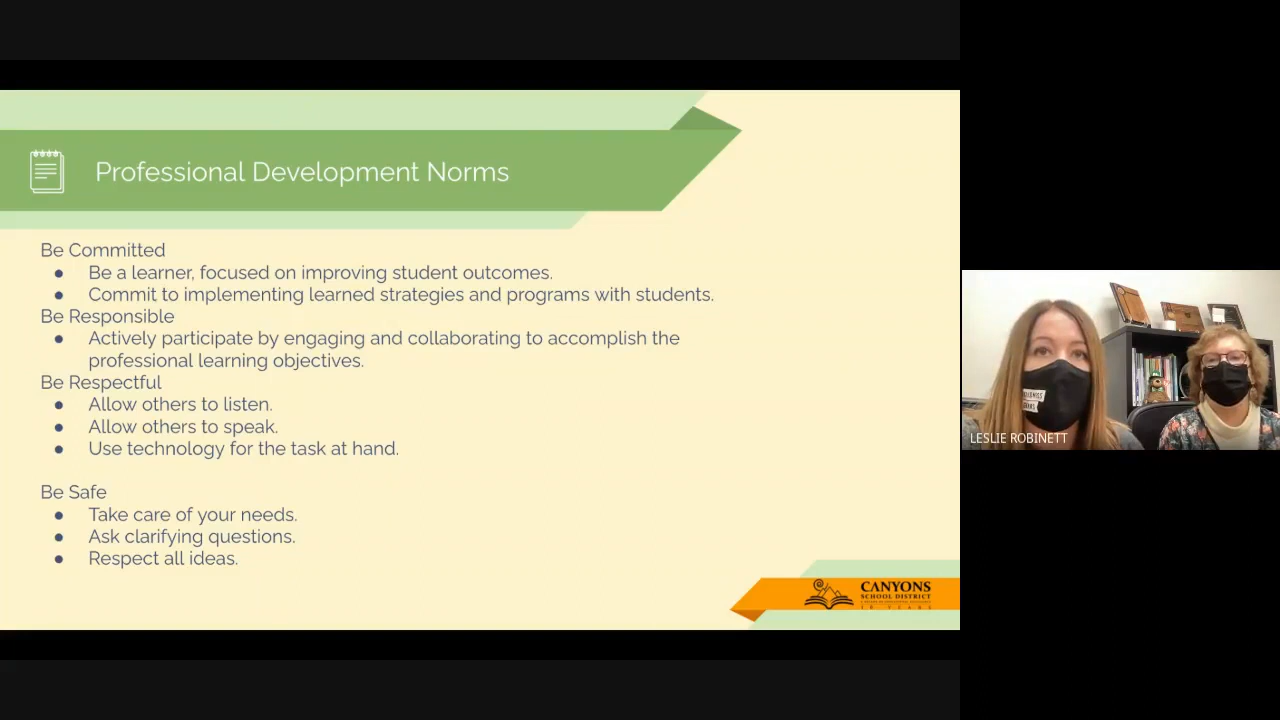 Professional Development Norms
Be Committed
● Be a learner, focused on improving student outcomes.
● Commit to implementing learned strategies and programs with students.
Be Responsible
● Actively participate by engaging and collaborating to accomplish the
professional learning objectives.
Be Respectful
● Allow others to listen.
● Allow others to speak.
● Use technology for the task at hand.
Be Safe
● Take care of your needs.
● Ask clarifying questions.
● Respect all ideas.
CANYONS
SCHOOL DISTRICT
LESLIE ROBINETT